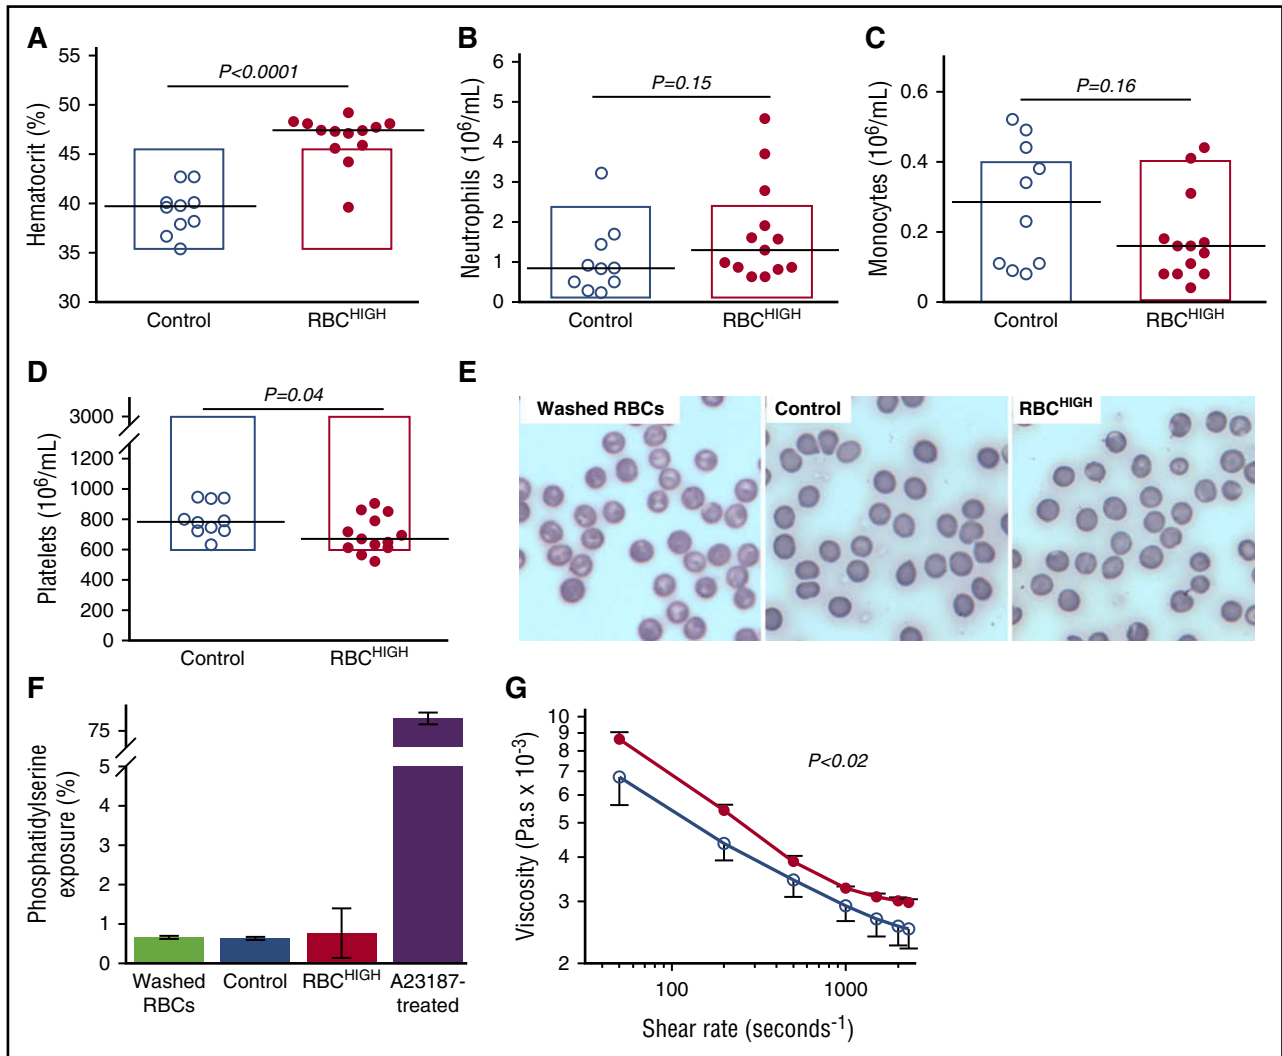 A
Hematocrit (%)
55
50
45
40
35
30
P<0.0001
Control
RBC^HIGH
B
Neutrophils (10^6/mL)
6
5
4
3
2
1
0
P=0.15
Control
RBC^HIGH
C
Monocytes (10^6/mL)
0.6
0.4
0.2
0
P=0.16
Control
RBC^HIGH
D
Platelets (10^6/mL)
3000
1200
1000
800
600
400
200
0
P=0.04
Control
RBC^HIGH
E
Washed RBCs
Control
RBC^HIGH
F
Phosphatidylserine
exposure (%)
75
5
4
3
2
1
0
Washed
RBCs
Control
RBC^HIGH
A23187-
treated
G
Viscosity (Pa.s x 10^-3)
10
9
8
7
6
5
4
3
2
P<0.02
100
1000
Shear rate (seconds^-1)